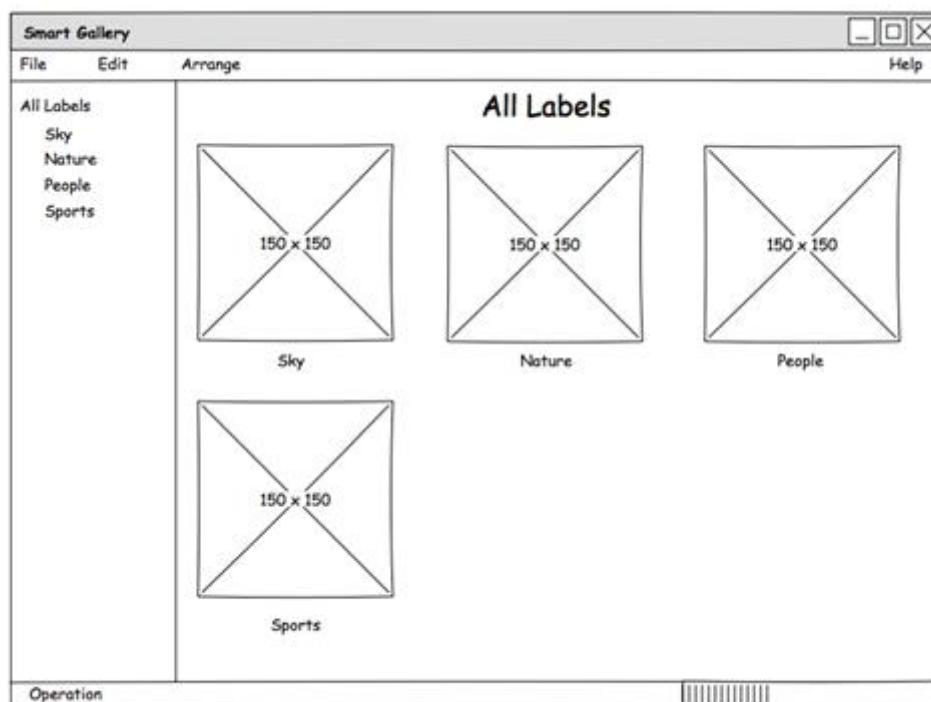 Smart Gallery
File Edit Arrange Help
All Labels
Sky
Nature
People
Sports
All Labels
150 x 150 150 x 150 150 x 150
Sky Nature People
150 x 150
Sports
Operation